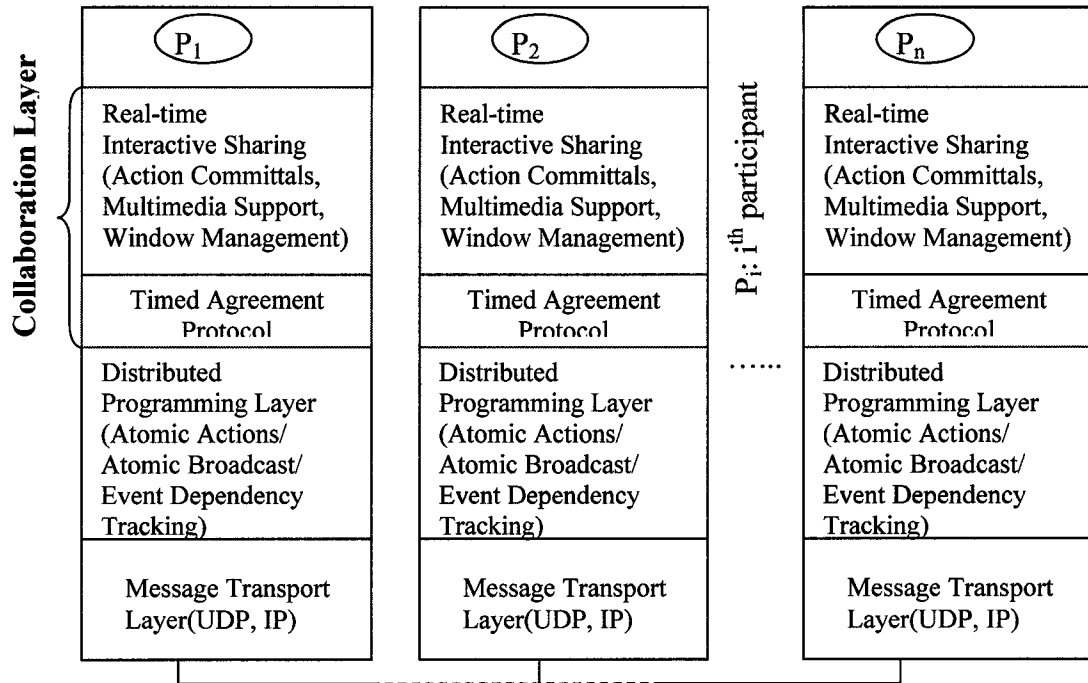 Collaboration Layer
P1
Real-time
Interactive Sharing
(Action Committals,
Multimedia Support,
Window Management)
Timed Agreement
Protocol
Distributed
Programming Layer
(Atomic Actions/
Atomic Broadcast/
Event Dependency
Tracking)
Message Transport
Layer(UDP, IP)
P2
Real-time
Interactive Sharing
(Action Committals,
Multimedia Support,
Window Management)
Timed Agreement
Protocol
Distributed
Programming Layer
(Atomic Actions/
Atomic Broadcast/
Event Dependency
Tracking)
Message Transport
Layer(UDP, IP)
Pi: ith participant
......
Pn
Real-time
Interactive Sharing
(Action Committals,
Multimedia Support,
Window Management)
Timed Agreement
Protocol
Distributed
Programming Layer
(Atomic Actions/
Atomic Broadcast/
Event Dependency
Tracking)
Message Transport
Layer(UDP, IP)